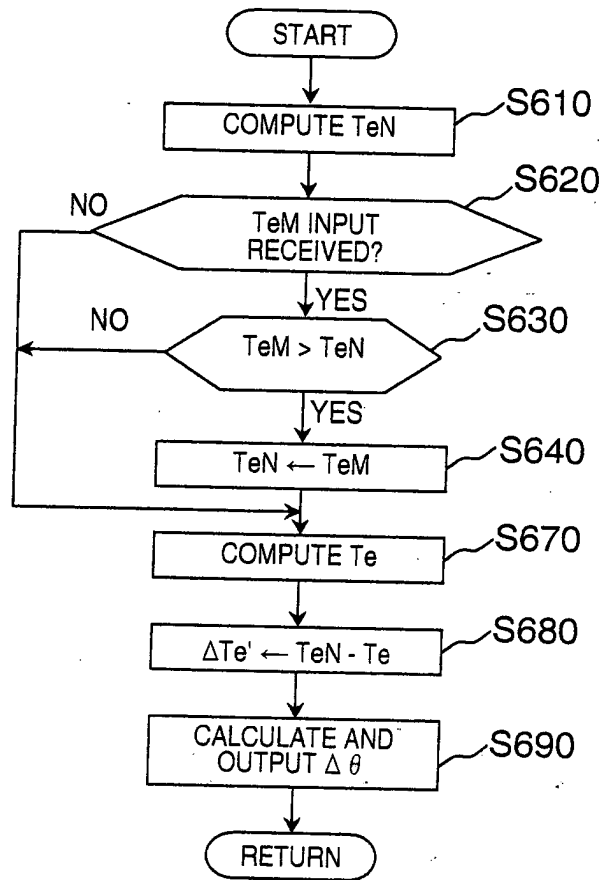 START
S610
COMPUTE TeN
S620
NO
TeM INPUT
RECEIVED?
YES
NO
S630
TeM > TeN
YES
S640
TeN ← TeM
S670
COMPUTE Te
S680
ΔTe' ← TeN - Te
S690
CALCULATE AND
OUTPUT Δ θ
RETURN